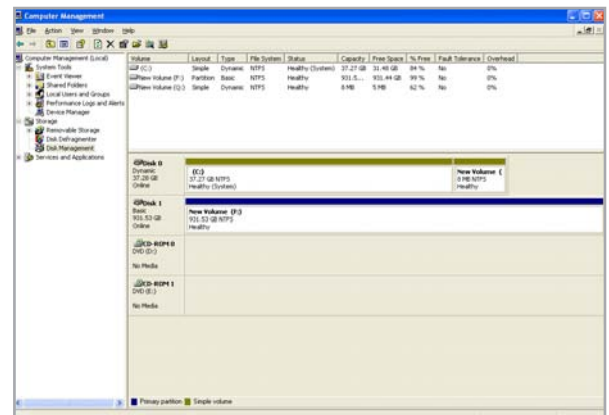 Computer Management
File Action View Window Help
Computer Management (Local)
System Tools
Event Viewer
Shared Folders
Local Users and Groups
Performance Logs and Alerts
Device Manager
Storage
Removable Storage
Disk Defragmenter
Disk Management
Services and Applications
Volume Layout Type File System Status Capacity Free Space % Free Fault Tolerance Overhead
(C:) Simple Dynamic NTFS Healthy (System) 37.27 GB 31.48 GB 84 % No 0%
New Volume (F:) Partition Basic NTFS Healthy 931.5... 931.44 GB 99 % No 0%
New Volume (Q:) Simple Dynamic NTFS Healthy 8 MB 5 MB 62 % No 0%
Disk 0
Dynamic
37.28 GB
Online
(C:)
37.27 GB NTFS
Healthy (System)
New Volume (
8 MB NTFS
Healthy
Disk 1
Basic
931.53 GB
Online
New Volume (F:)
931.53 GB NTFS
Healthy
CD-ROM 0
DVD (D:)
No Media
CD-ROM 1
DVD (E:)
No Media
Primary partition Simple volume